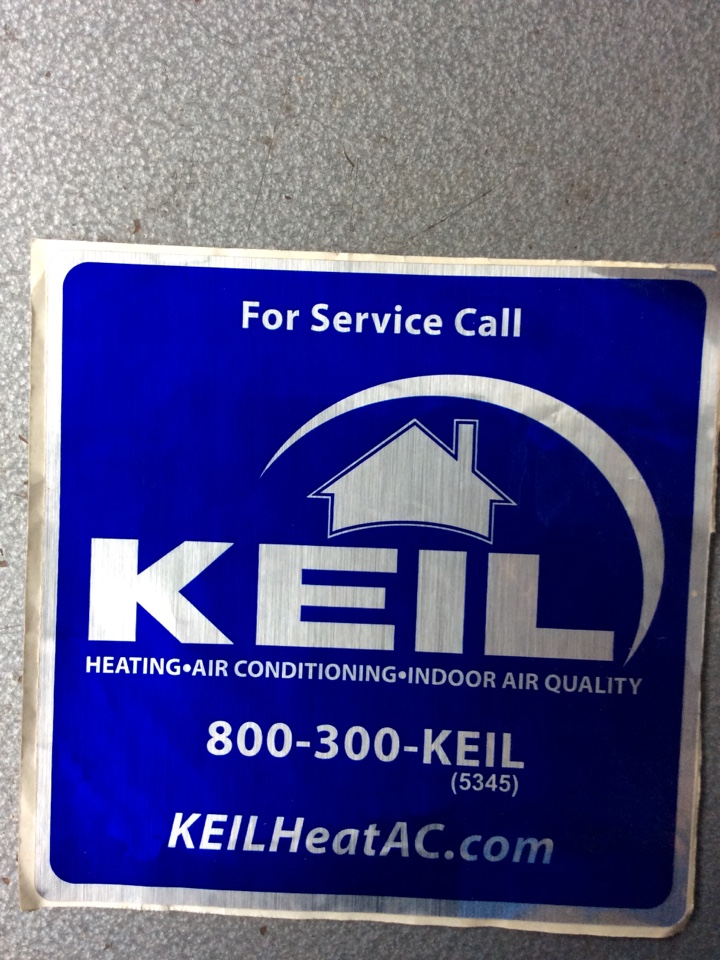 For Service Call
KEIL
HEATING•AIR CONDITIONING•INDOOR AIR QUALITY
800-300-KEIL
(5345)
KEILHeatAC.com